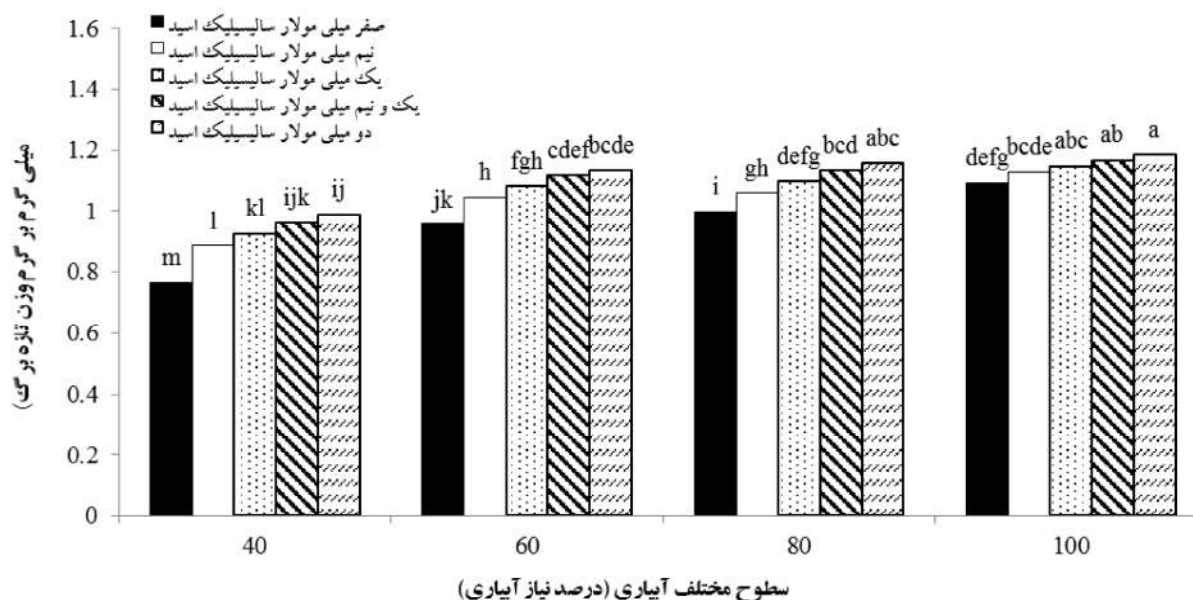 میلی گرم بر گرم وزن تازه برگ)
1.6
1.4
1.2
1
0.8
0.6
0.4
0.2
0
صفر میلی مولار سالیسیلیک اسید
نیم میلی مولار سالیسیلیک اسید
یک میلی مولار سالیسیلیک اسید
یک و نیم میلی مولار سالیسیلیک اسید
دو میلی مولار سالیسیلیک اسید
m l kl ijk ij
jk h fgh cdef bcde
i gh defg bcd abc
defg bcde abc ab a
40 60 80 100
سطوح مختلف آبیاری (درصد نیاز آبیاری)